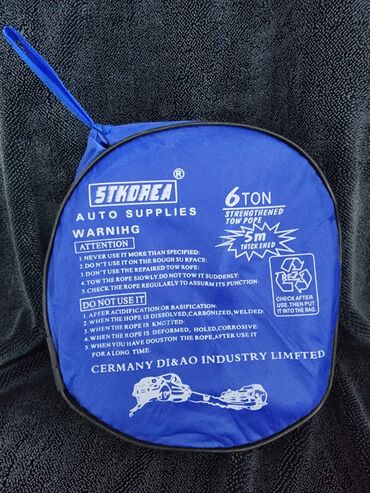 STKOREA ®
AUTO SUPPLIES
WARNIHG
ATTENTION
1.NEVER USE IT MORE THAN SPECIFIED:
2.DO N'T USE IT ON THE ROUGH SU RPACE:
3.DON'T USE THE REPAIRED TOW ROPE:
4.TOW THE ROPE SIOWLY.DO NOT TOW IT SUDDENLY:
5.CHECK THE ROPE REGULARLY TO ASSURM ITS FUNCTION:
DO NOT USE IT
1.AFFER ACIDIFICATION OR BASIFICATION:
2.WHEN THE HOPE IS DISSOLVED,CARBONIZED,WELDED:
3.WHEN THE ROPE IS KNOTTED
4.WHEN THE ROPE IS DEFORMED, HOLED,CORROSIVE:
5.WHEN YOU HAVE DOUSTON THE ROPE,AFTER USE IT
FOR A LONG TIME.
CERMANY DI&AO INDUSTRY LIMFTED
6 TON
STRENGTHENED
TOW POPE
5m
THICK ENED
CHECK AFTER
USE.THEN PUT
IT INTO THE BAG.